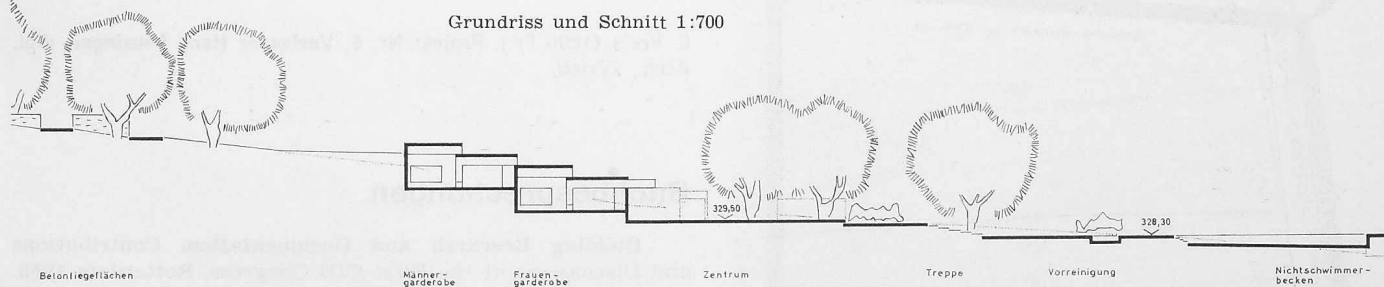 Grundriss und Schnitt 1:700
329,50
328,30
Betonliegeflächen
Männer-
garderobe
Frauen-
garderobe
Zentrum
Treppe
Vorreinigung
Nichtschwimmer-
becken